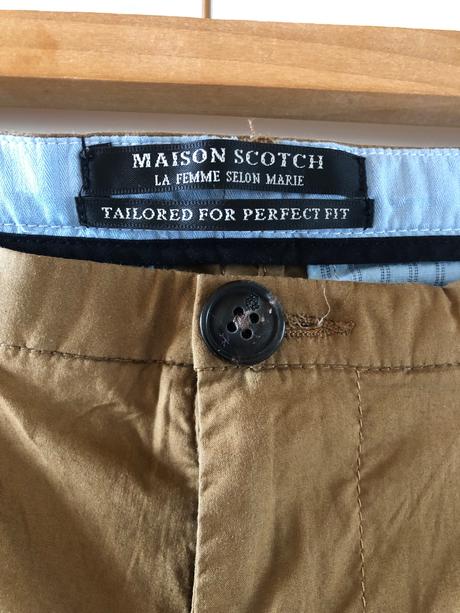 MAISON SCOTCH
LA FEMME SELON MARIE
TAILORED FOR PERFECT FIT